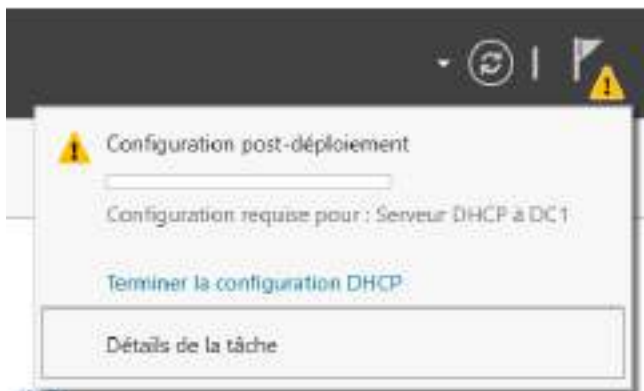 Configuration post-déploiement
Configuration requise pour : Serveur DHCP à DC1
Terminer la configuration DHCP
Détails de la tâche